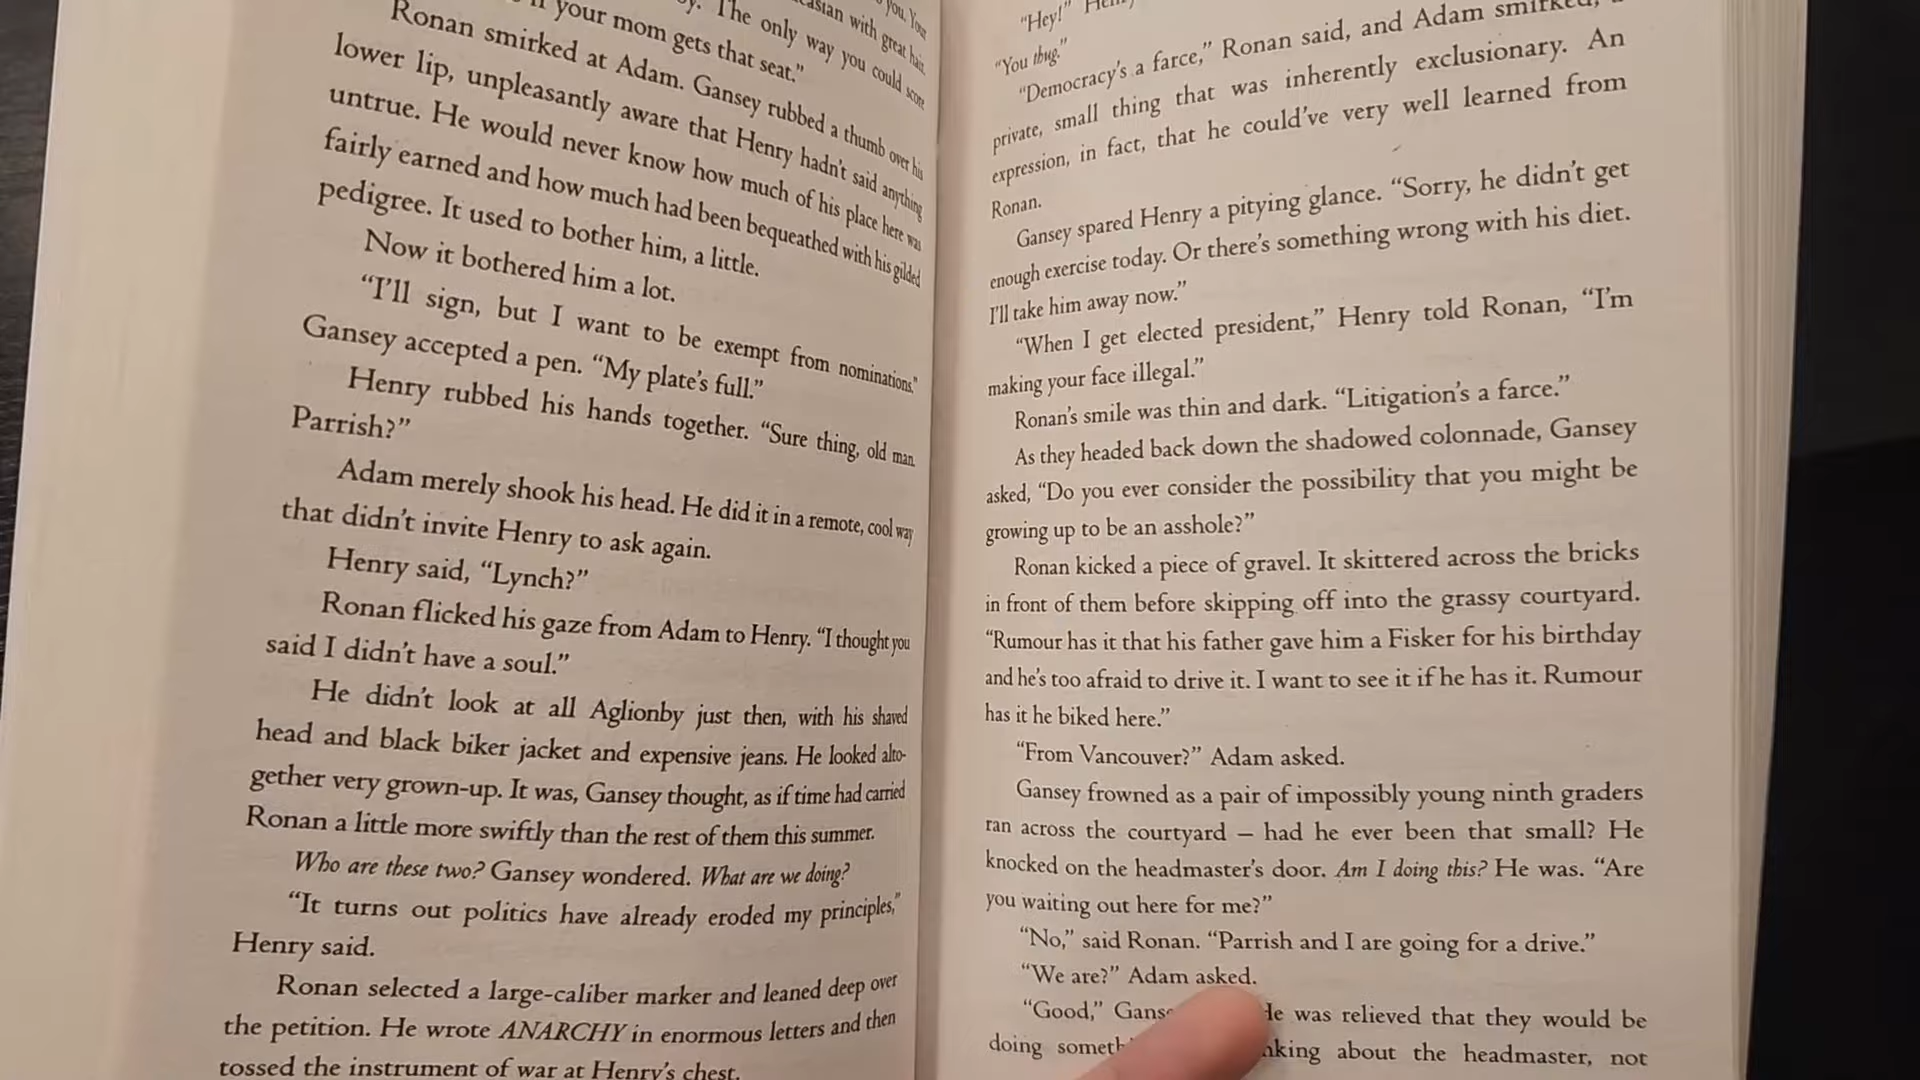 you. Your
The only way you could score
if your mom gets that seat.”
Ronan smirked at Adam. Gansey rubbed a thumb over his
lower lip, unpleasantly aware that Henry hadn't said anything
untrue. He would never know how much of his place here was
fairly earned and how much had been bequeathed with his gilded
pedigree. It used to bother him, a little.
Now it bothered him a lot.
“I'll sign, but I want to be exempt from nominations.”
Gansey accepted a pen. “My plate's full.”
Henry rubbed his hands together. “Sure thing, old man.
Parrish?”
Adam merely shook his head. He did it in a remote, cool way
that didn't invite Henry to ask again.
Henry said, “Lynch?”
Ronan flicked his gaze from Adam to Henry. “I thought you
said I didn't have a soul.”
He didn't look at all Aglionby just then, with his shaved
head and black biker jacket and expensive jeans. He looked alto-
gether very grown-up. It was, Gansey thought, as if time had carried
Ronan a little more swiftly than the rest of them this summer.
Who are these two? Gansey wondered. What are we doing?
“It turns out politics have already eroded my principles,”
Henry said.
Ronan selected a large-caliber marker and leaned deep over
the petition. He wrote ANARCHY in enormous letters and then
tossed the instrument of war at Henry's chest.
“Hey!”
“You thug.”
“Democracy's a farce,” Ronan said, and Adam smirked, a
private, small thing that was inherently exclusionary. An
expression, in fact, that he could've very well learned from
Ronan.
Gansey spared Henry a pitying glance. “Sorry, he didn't get
enough exercise today. Or there's something wrong with his diet.
I'll take him away now.”
“When I get elected president,” Henry told Ronan, “I'm
making your face illegal.”
Ronan's smile was thin and dark. “Litigation's a farce.”
As they headed back down the shadowed colonnade, Gansey
asked, “Do you ever consider the possibility that you might be
growing up to be an asshole?”
Ronan kicked a piece of gravel. It skittered across the bricks
in front of them before skipping off into the grassy courtyard.
“Rumour has it that his father gave him a Fisker for his birthday
and he's too afraid to drive it. I want to see it if he has it. Rumour
has it he biked here.”
“From Vancouver?” Adam asked.
Gansey frowned as a pair of impossibly young ninth graders
ran across the courtyard — had he ever been that small? He
knocked on the headmaster's door. Am I doing this? He was. “Are
you waiting out here for me?”
“No,” said Ronan. “Parrish and I are going for a drive.”
“We are?” Adam asked.
“Good,” was relieved that they would be
doing about the headmaster, not